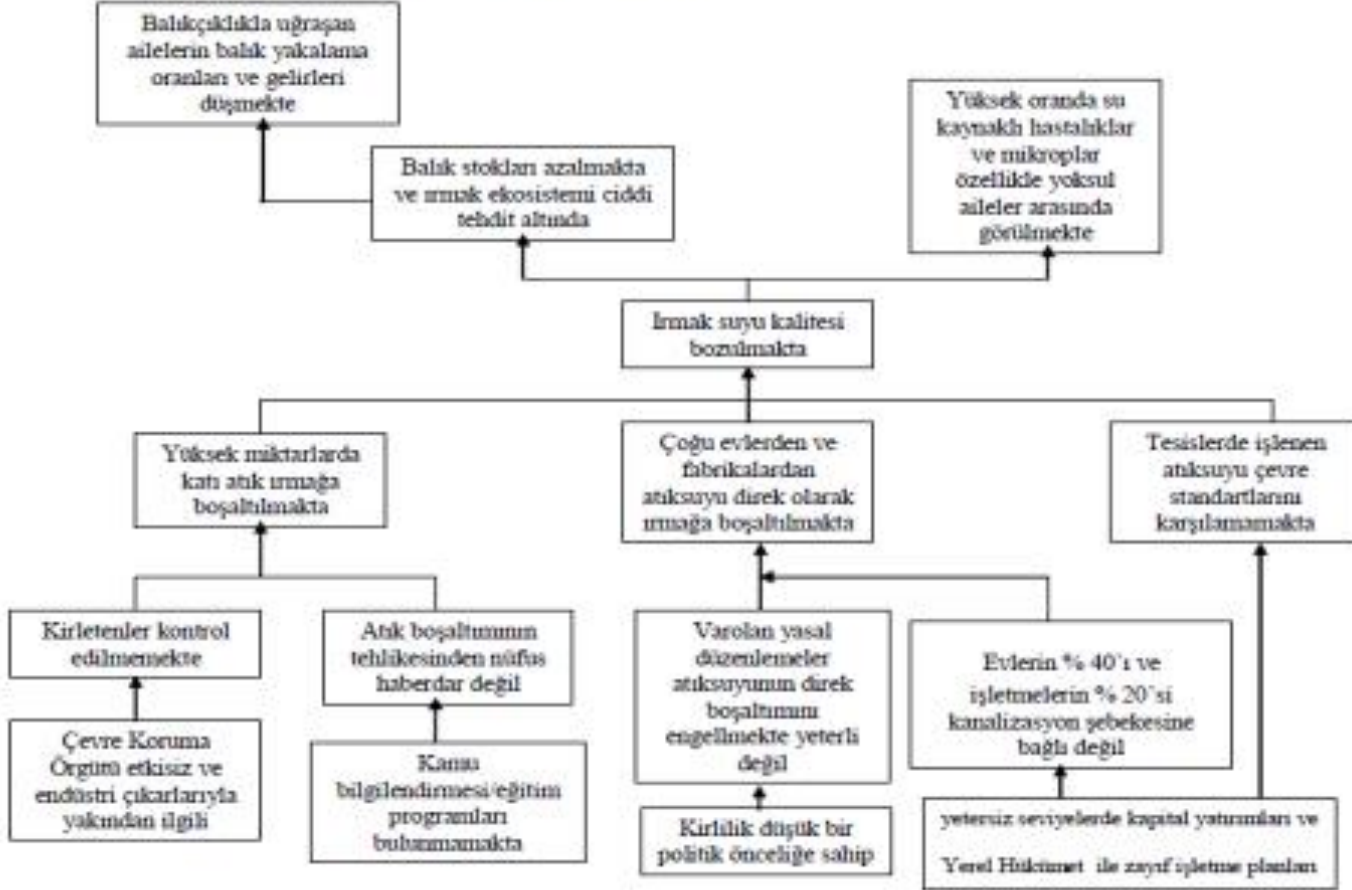 Balıkçıklıkla uğraşan
ailelerin balık yakalama
oranları ve gelirleri
düşmekte
Yüksek oranda su
kaynaklı hastalıklar
ve mikroplar
özellikle yoksul
aileler arasında
görülmekte
Balık stokları azalmakta
ve ırmak ekosistemi ciddi
tehdit altında
Irmak suyu kalitesi
bozulmakta
Yüksek miktarlarda
katı atık ırmağa
boşaltılmakta
Çoğu evlerden ve
fabrikalardan
atıksuyu direk olarak
ırmağa boşaltılmakta
Tesislerde işlenen
atıksuyu çevre
standartlarını
karşılamamakta
Kirletenler kontrol
edilmemekte
Atık boşaltımının
tehlikesinden nüfus
haberdar değil
Varolan yasal
düzenlemeler
atıksuyunun direk
boşaltımını
engellmekte yeterli
değil
Evlerin % 40'ı ve
işletmelerin % 20'si
kanalizasyon şebekesine
bağlı değil
Çevre Koruma
Örgütü etkisiz ve
endüstri çıkarlarıyla
yakından ilgili
Kamu
bilgilendirmesi/eğitim
programları
bulunmamakta
Kirlilik düşük bir
politik önceliğe sahip
yetersiz seviyelerde kapital yatırımları ve
Yerel Hükümet ile zayıf işletme planları